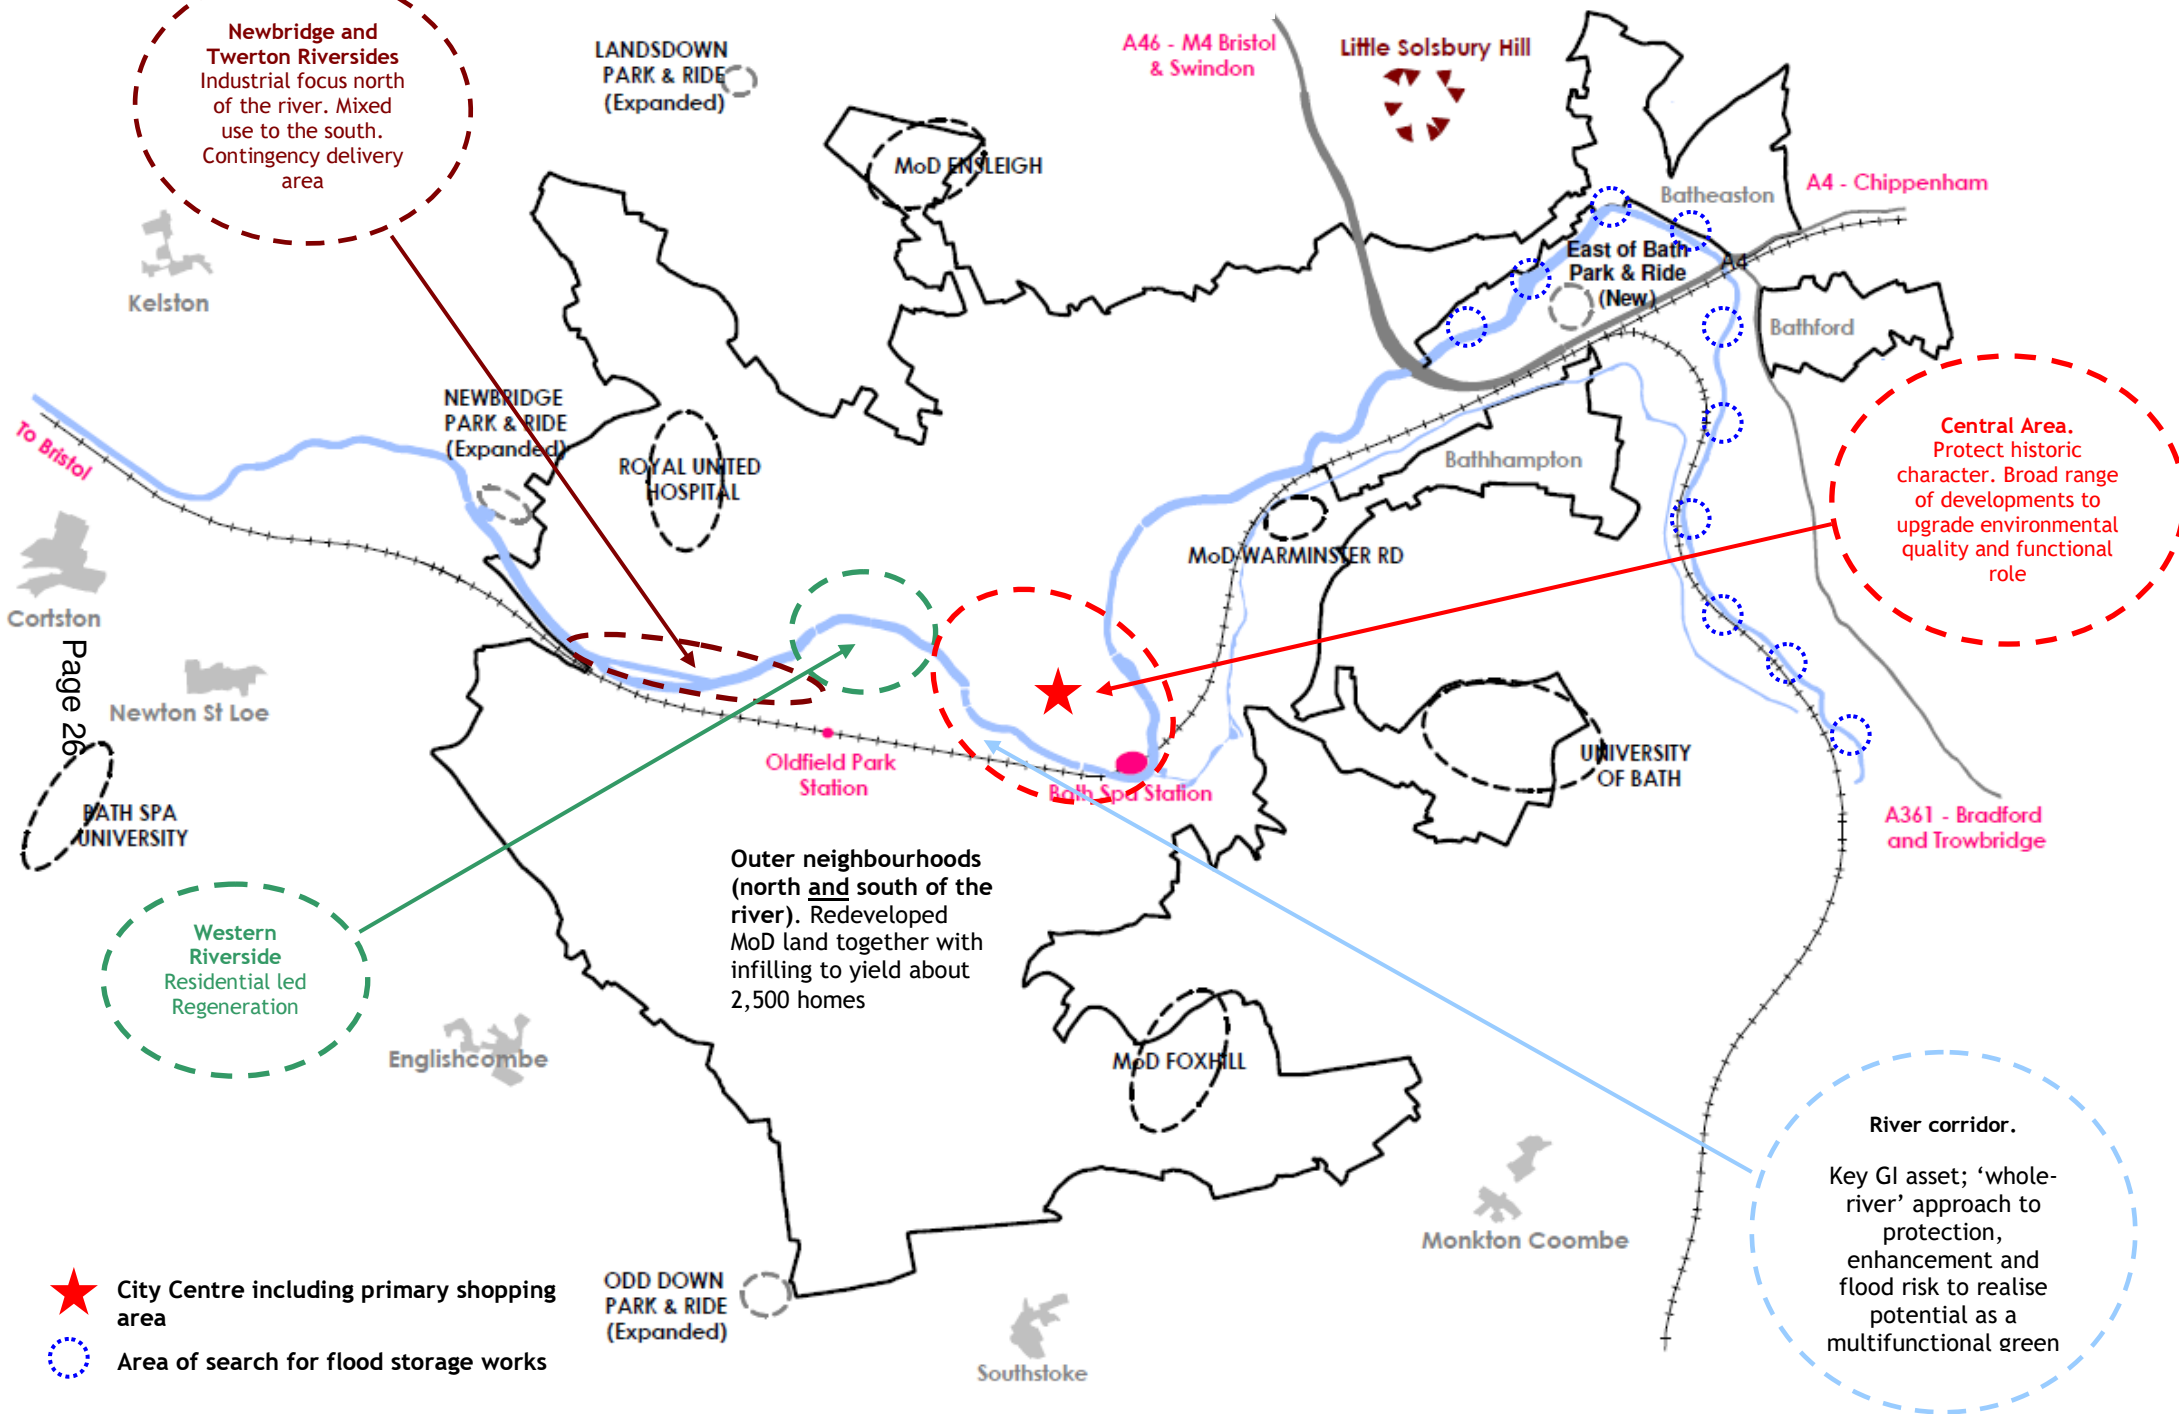 Newbridge and
Twerton Riversides
Industrial focus north
of the river. Mixed
use to the south.
Contingency delivery
area
LANDSDOWN
PARK & RIDE
(Expanded)
A46 - M4 Bristol
& Swindon
Little Solsbury Hill
MoD ENSLEIGH
Batheaston
A4 - Chippenham
Kelston
East of Bath
Park & Ride
(New)
A4
Bathford
NEWBRIDGE
PARK & RIDE
(Expanded)
To Bristol
ROYAL UNITED
HOSPITAL
Bathhampton
Central Area.
Protect historic
character. Broad range
of developments to
upgrade environmental
quality and functional
role
MoD WARMINSTER RD
Cortston
Page 26
Newton St Loe
Oldfield Park
Station
Bath Spa Station
UNIVERSITY
OF BATH
BATH SPA
UNIVERSITY
A361 - Bradford
and Trowbridge
Outer neighbourhoods
(north and south of the
river). Redeveloped
MoD land together with
infilling to yield about
2,500 homes
Western
Riverside
Residential led
Regeneration
Englishcombe
MoD FOXHILL
River corridor.
Key GI asset; ‘whole-
river’ approach to
protection,
enhancement and
flood risk to realise
potential as a
multifunctional green
Monkton Coombe
ODD DOWN
PARK & RIDE
(Expanded)
Southstoke
City Centre including primary shopping
area
Area of search for flood storage works